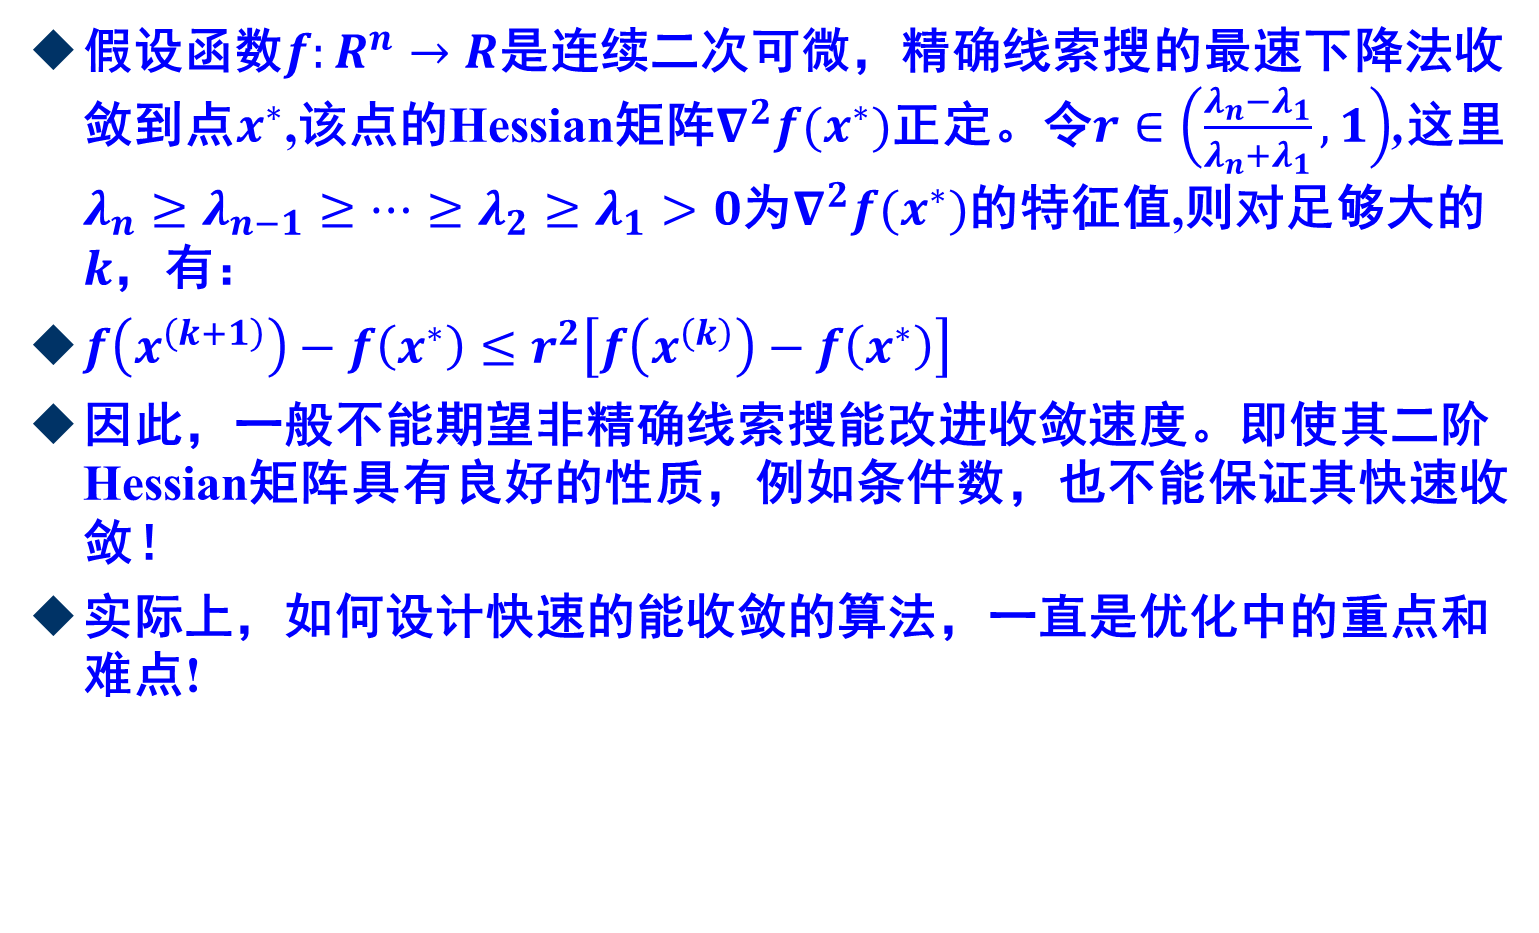 ◆假设函数f: Rⁿ → R是连续二次可微，精确线索搜的最速下降法收
敛到点x*,该点的Hessian矩阵∇²f(x*)正定。令r ∈ ((λₙ−λ₁)/(λₙ+λ₁), 1),这里
λₙ ≥ λₙ₋₁ ≥ ⋯ ≥ λ₂ ≥ λ₁ > 0为∇²f(x*)的特征值,则对足够大的
k，有：
◆f(x^(k+1)) − f(x*) ≤ r²[f(x^(k)) − f(x*)]
◆因此，一般不能期望非精确线索搜能改进收敛速度。即使其二阶
Hessian矩阵具有良好的性质，例如条件数，也不能保证其快速收
敛！
◆实际上，如何设计快速的能收敛的算法，一直是优化中的重点和
难点!